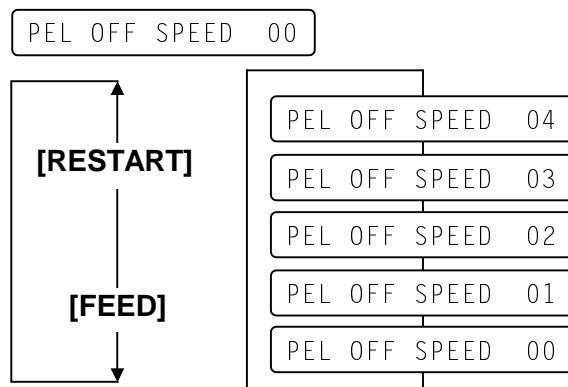 PEL OFF SPEED 00
PEL OFF SPEED 04
[RESTART]
PEL OFF SPEED 03
PEL OFF SPEED 02
PEL OFF SPEED 01
[FEED]
PEL OFF SPEED 00